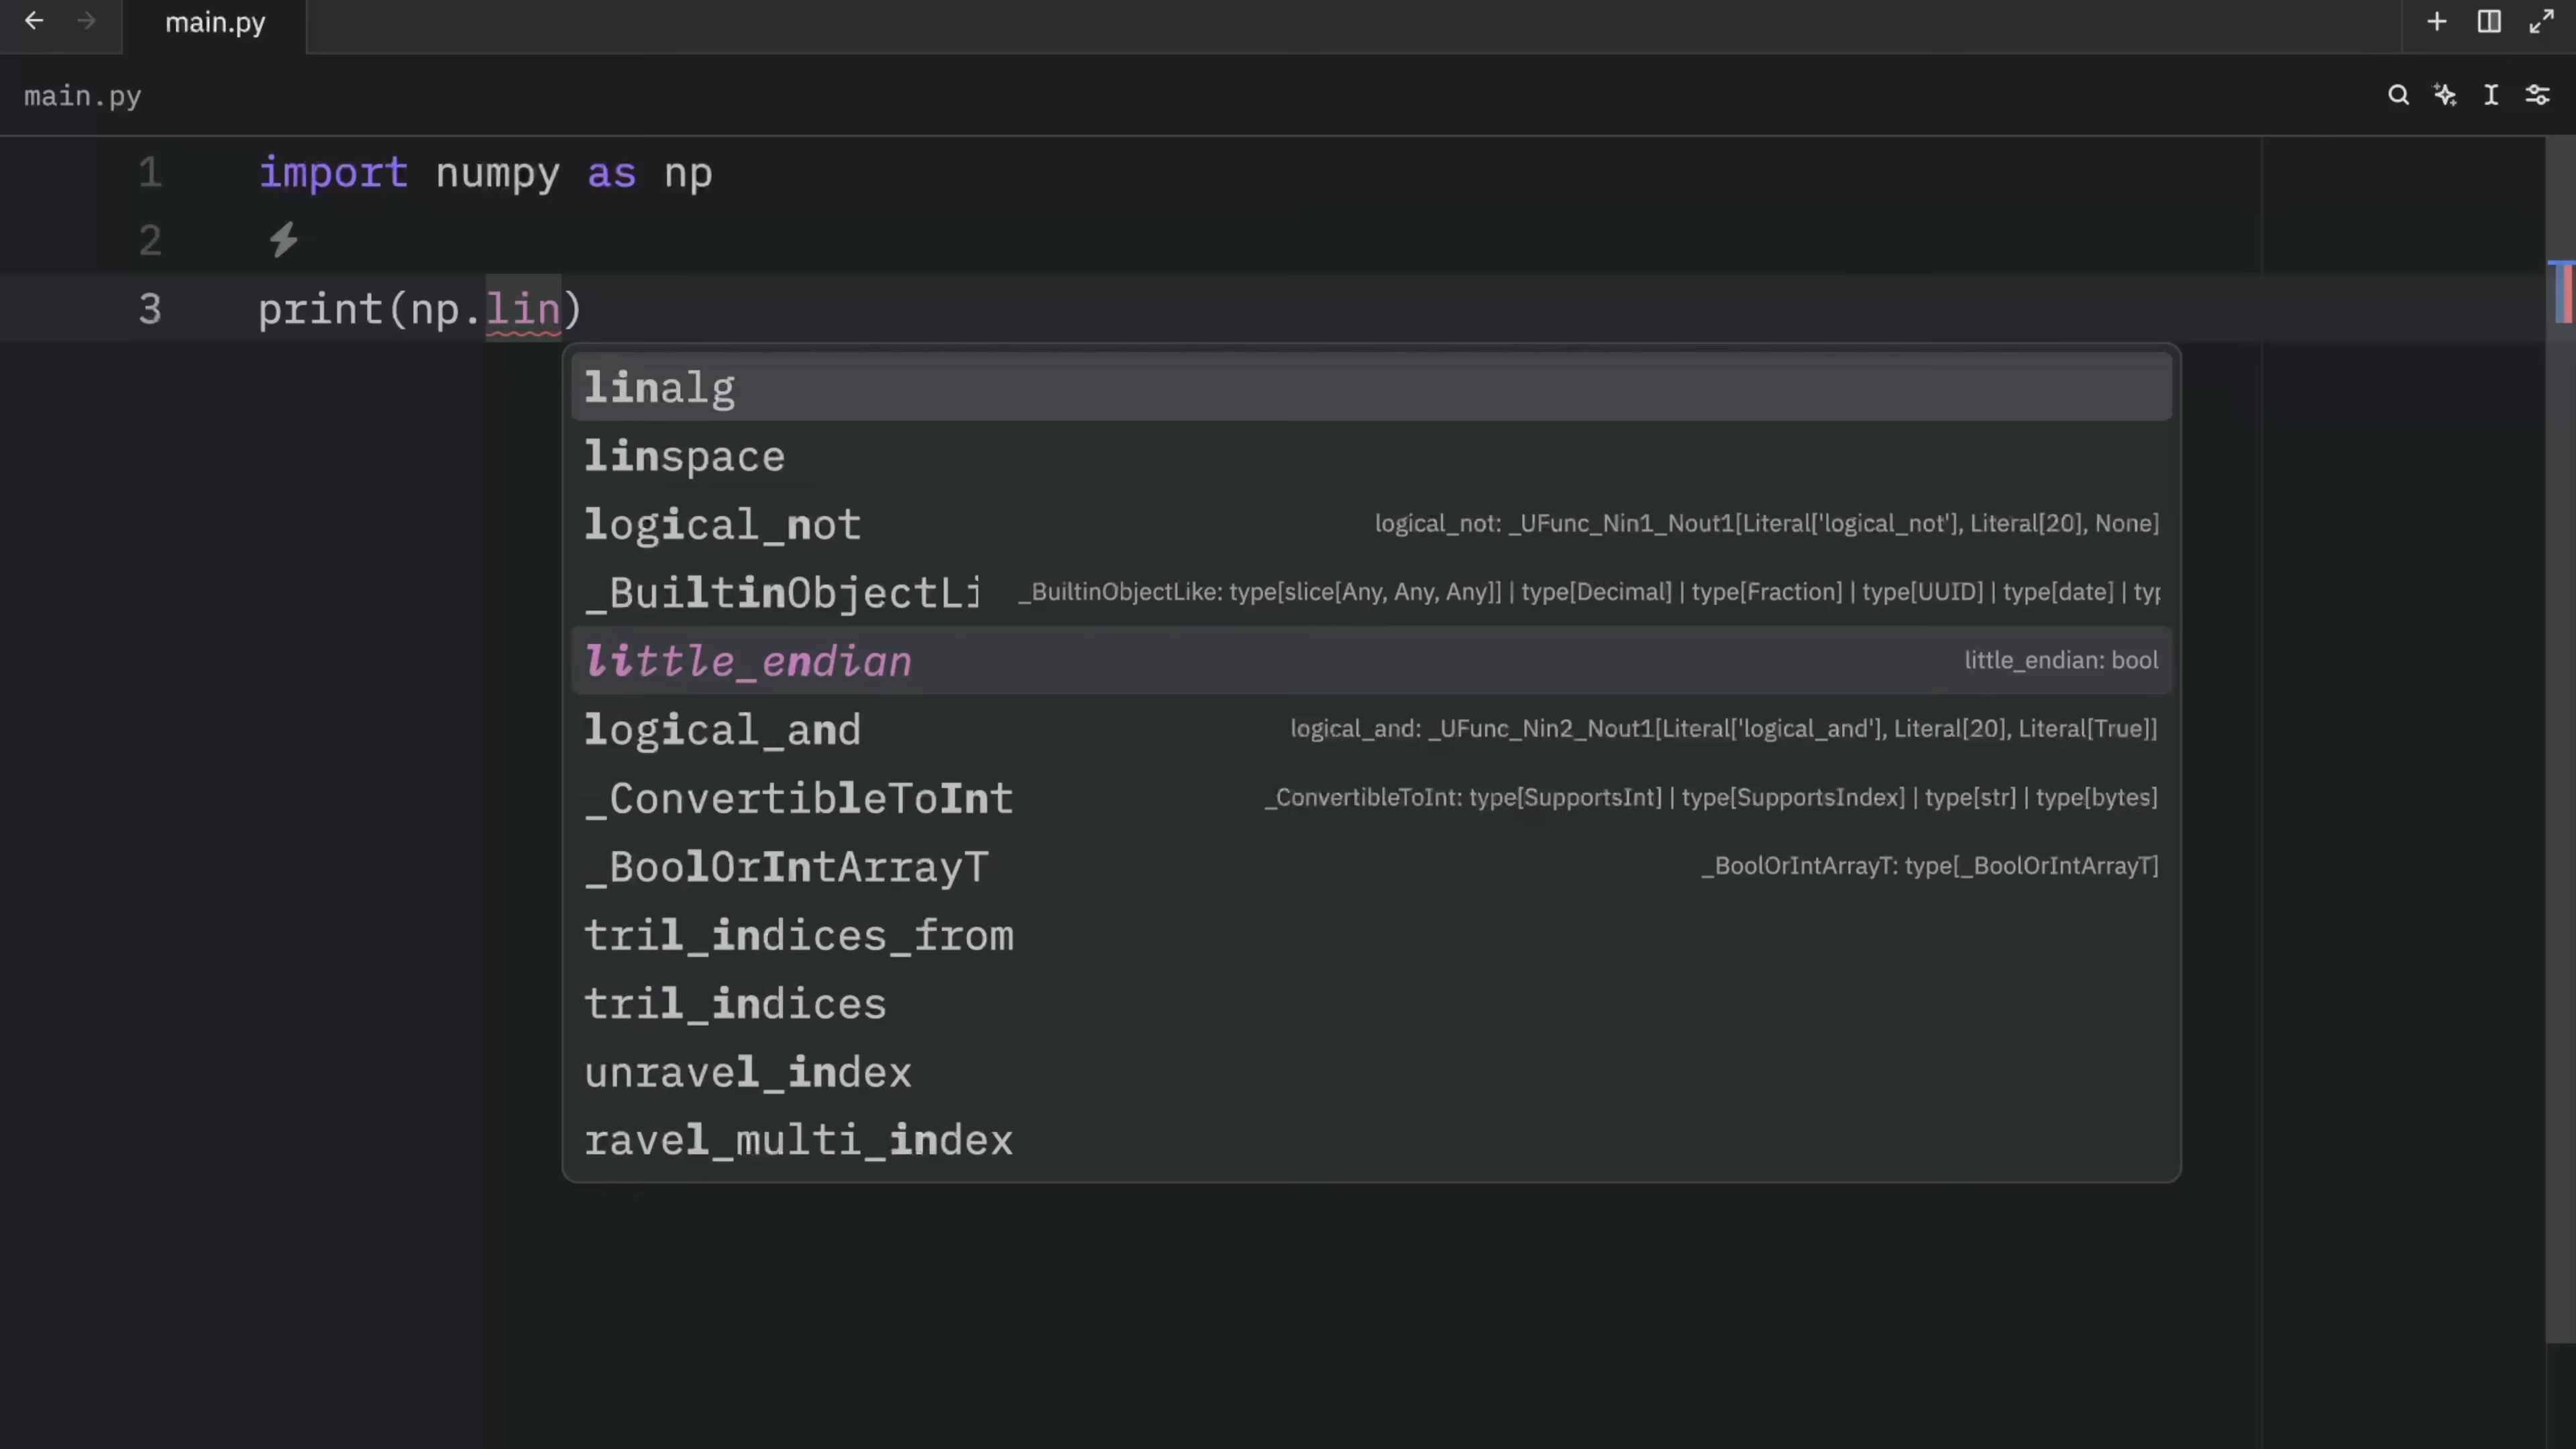 main.py
main.py
1 import numpy as np
2
3 print(np.lin)
linalg
linspace
logical_not logical_not: _UFunc_Nin1_Nout1[Literal['logical_not'], Literal[20], None]
_BuiltinObjectLi _BuiltinObjectLike: type[slice[Any, Any, Any]] | type[Decimal] | type[Fraction] | type[UUID] | type[date] | typ
little_endian little_endian: bool
logical_and logical_and: _UFunc_Nin2_Nout1[Literal['logical_and'], Literal[20], Literal[True]]
_ConvertibleToInt _ConvertibleToInt: type[SupportsInt] | type[SupportsIndex] | type[str] | type[bytes]
_BoolOrIntArrayT _BoolOrIntArrayT: type[_BoolOrIntArrayT]
tril_indices_from
tril_indices
unravel_index
ravel_multi_index